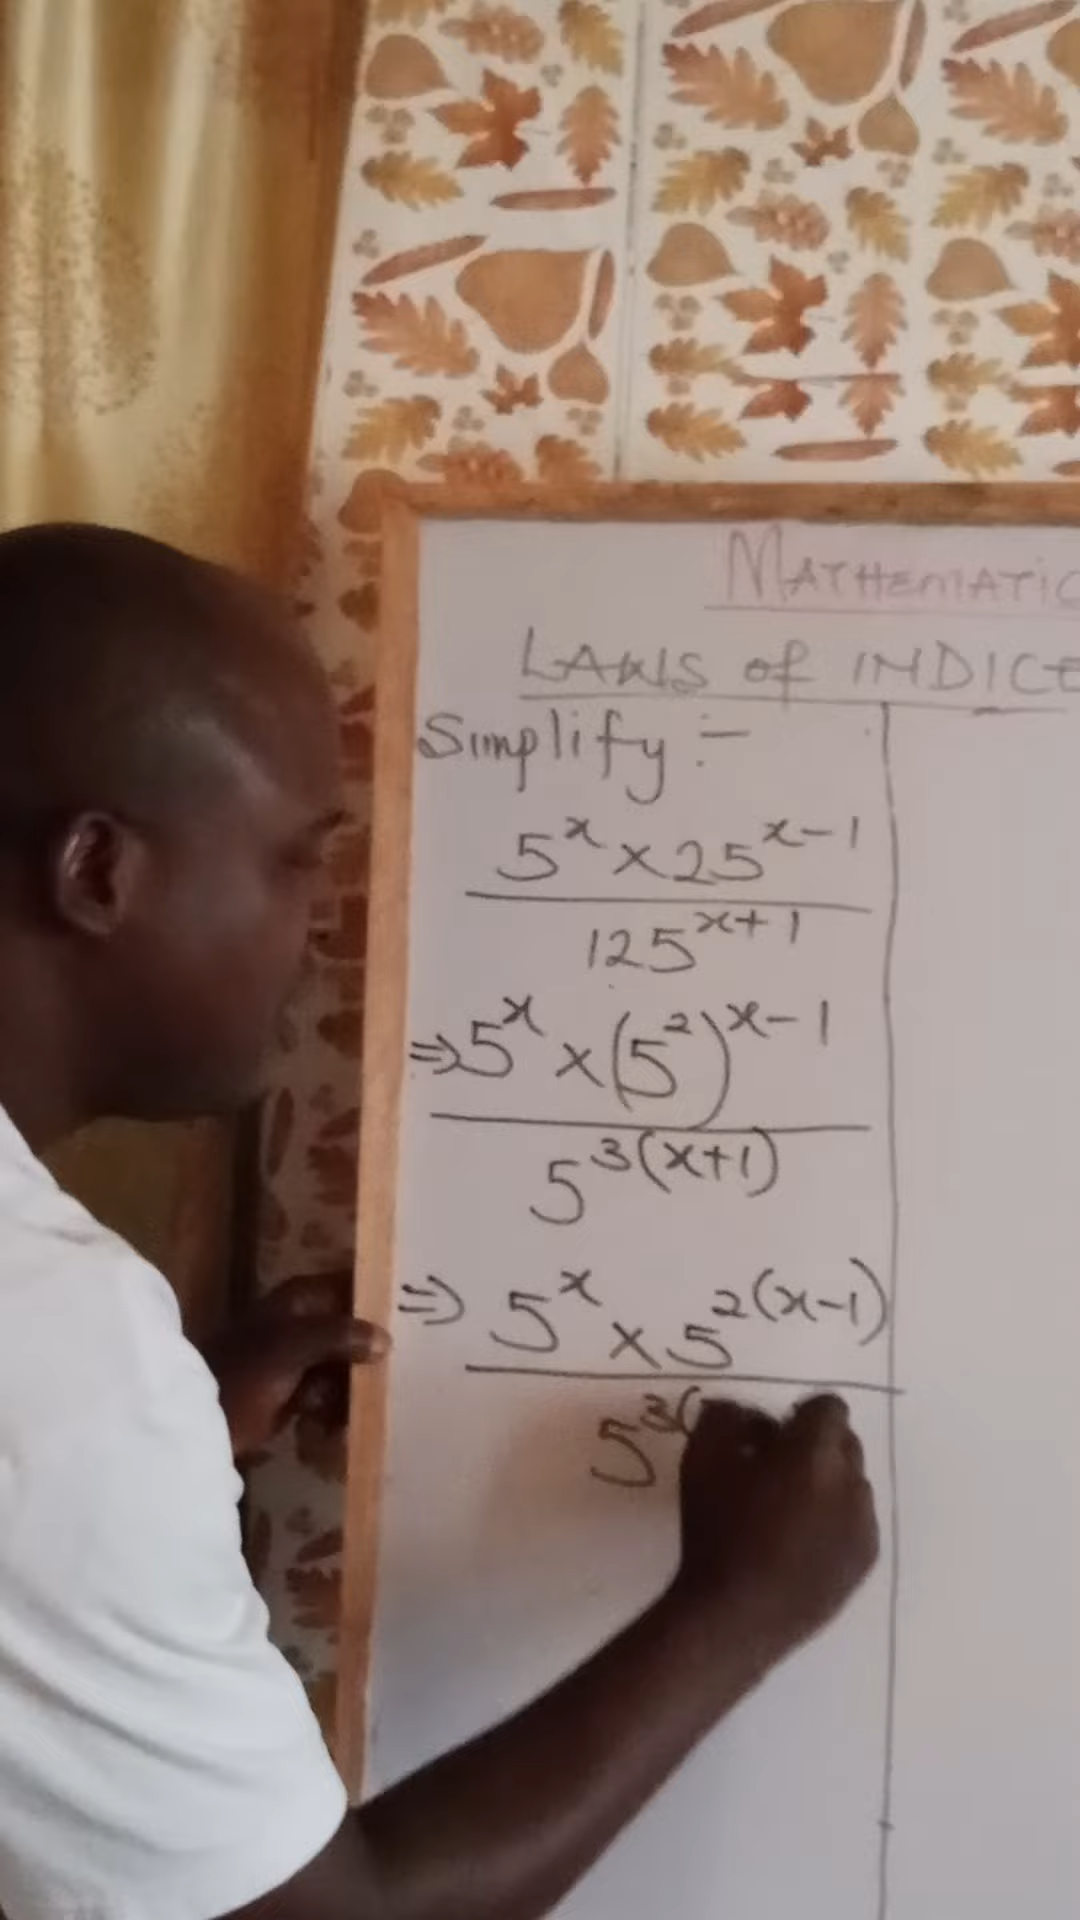 MATHEMATIC
LAWS of INDICE
Simplify :-
5^x × 25^(x-1)
125^(x+1)
⇒ 5^x × (5^2)^(x-1)
5^3(x+1)
⇒ 5^x × 5^2(x-1)
5^3(